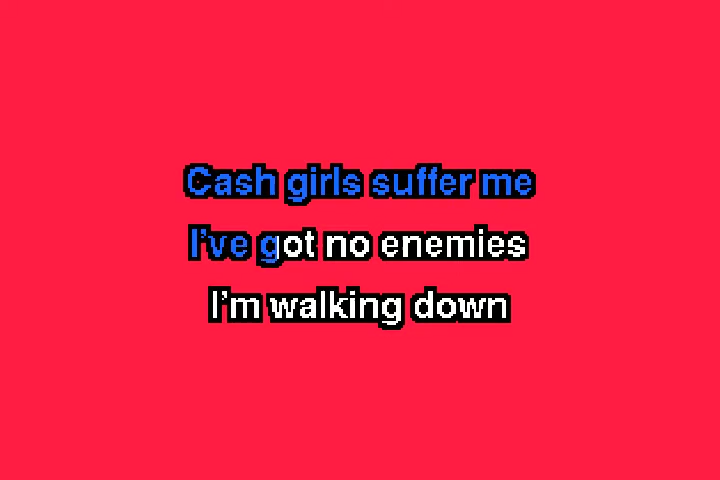 Cash girls suffer me
I've got no enemies
I'm walking down